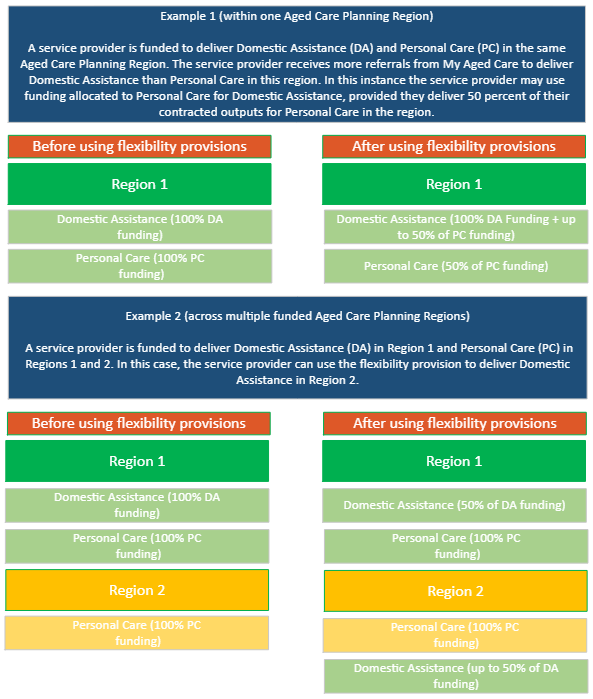 Example 1 (within one Aged Care Planning Region)
A service provider is funded to deliver Domestic Assistance (DA) and Personal Care (PC) in the same
Aged Care Planning Region. The service provider receives more referrals from My Aged Care to deliver
Domestic Assistance than Personal Care in this region. In this instance the service provider may use
funding allocated to Personal Care for Domestic Assistance, provided they deliver 50 percent of their
contracted outputs for Personal Care in the region.
Before using flexibility provisions
Region 1
Domestic Assistance (100% DA
funding)
Personal Care (100% PC
funding)
After using flexibility provisions
Region 1
Domestic Assistance (100% DA Funding + up
to 50% of PC funding)
Personal Care (50% of PC funding)
Example 2 (across multiple funded Aged Care Planning Regions)
A service provider is funded to deliver Domestic Assistance (DA) in Region 1 and Personal Care (PC) in
Regions 1 and 2. In this case, the service provider can use the flexibility provision to deliver Domestic
Assistance in Region 2.
Before using flexibility provisions
Region 1
Domestic Assistance (100% DA
funding)
Personal Care (100% PC
funding)
Region 2
Personal Care (100% PC
funding)
After using flexibility provisions
Region 1
Domestic Assistance (50% of DA funding)
Personal Care (100% PC
funding)
Region 2
Personal Care (100% PC
funding)
Domestic Assistance (up to 50% of DA
funding)